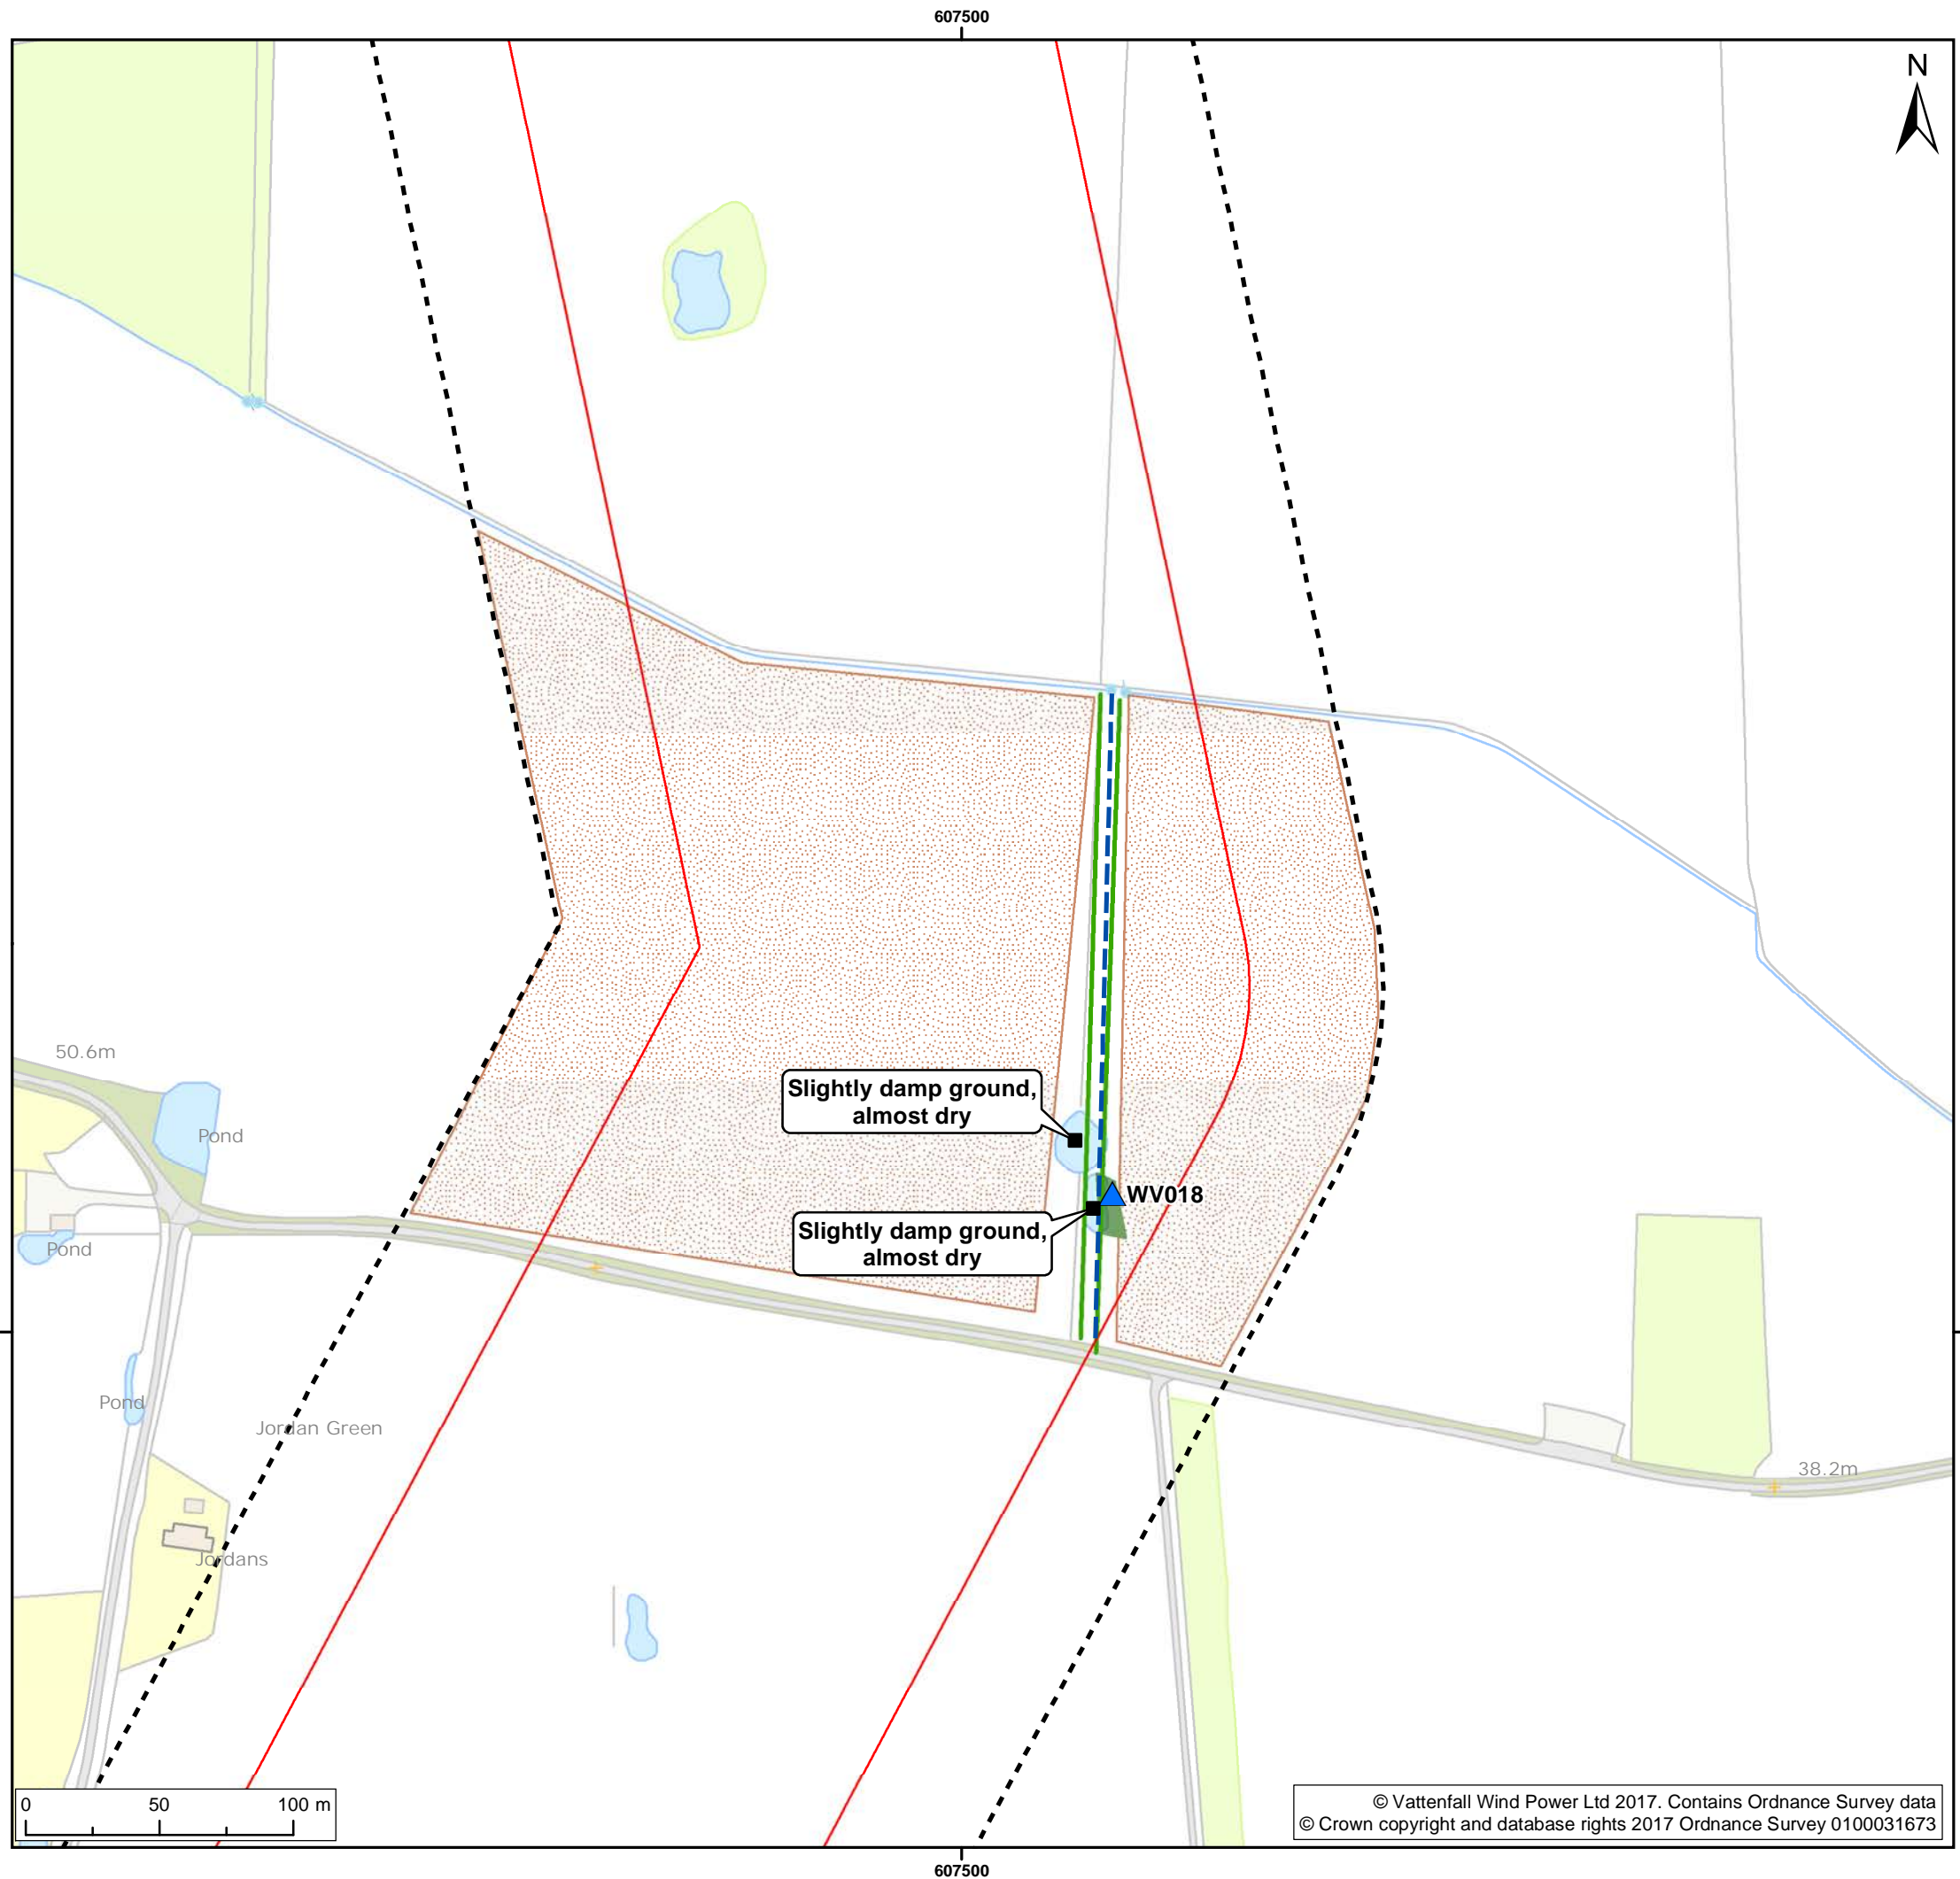 607500
N
50.6m
Pond
Slightly damp ground,
almost dry
WV018
Slightly damp ground,
almost dry
Pond
Pond
Jordan Green
38.2m
Jordans
0 50 100 m
© Vattenfall Wind Power Ltd 2017. Contains Ordnance Survey data
© Crown copyright and database rights 2017 Ordnance Survey 0100031673
607500